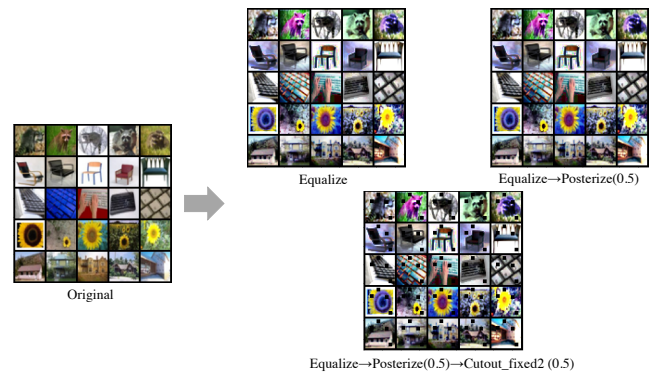 Equalize
Equalize→Posterize(0.5)
Original
Equalize→Posterize(0.5)→Cutout_fixed2 (0.5)